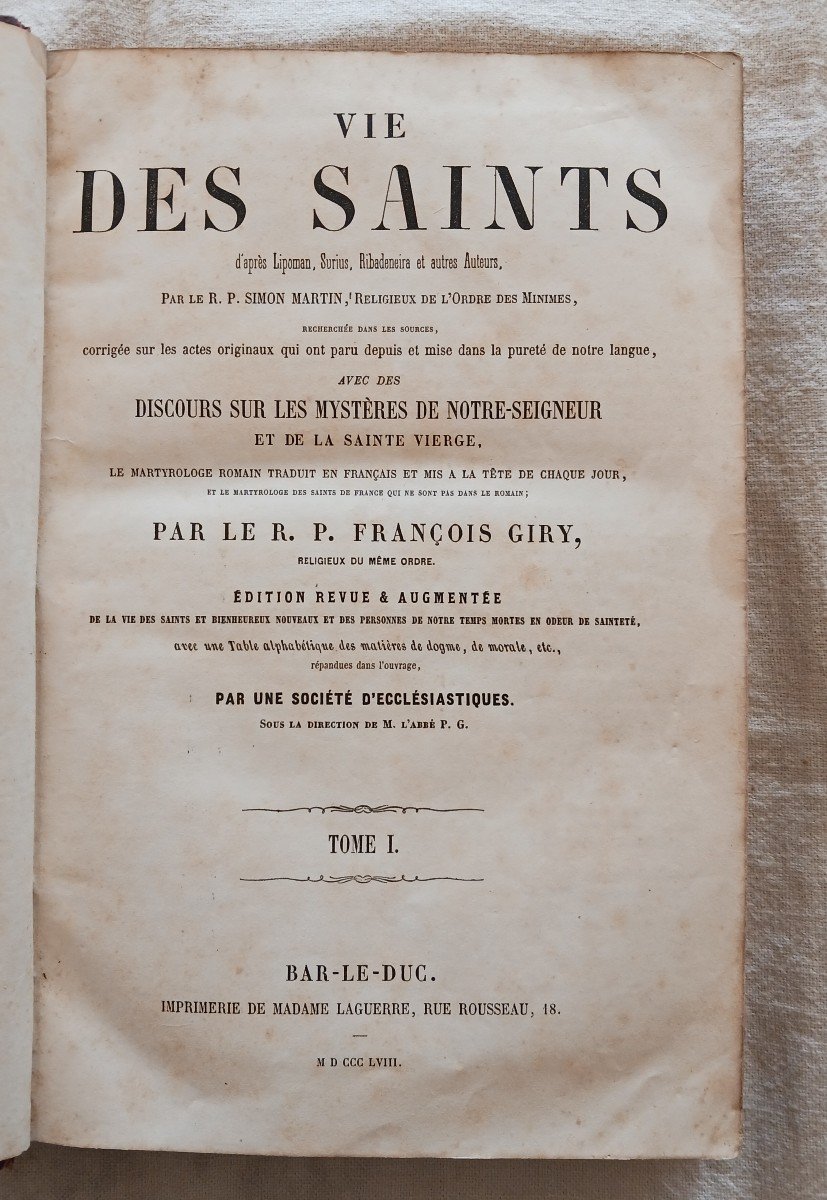 VIE
DES SAINTS
d'après Lipoman, Surius, Ribadeneira et autres Auteurs,
PAR LE R. P. SIMON MARTIN, RELIGIEUX DE L'ORDRE DES MINIMES,
RECHERCHÉE DANS LES SOURCES,
corrigée sur les actes originaux qui ont paru depuis et mise dans la pureté de notre langue,
AVEC DES
DISCOURS SUR LES MYSTÈRES DE NOTRE-SEIGNEUR
ET DE LA SAINTE VIERGE,
LE MARTYROLOGE ROMAIN TRADUIT EN FRANÇAIS ET MIS A LA TÊTE DE CHAQUE JOUR,
ET LE MARTYROLOGE DES SAINTS DE FRANCE QUI NE SONT PAS DANS LE ROMAIN;
PAR LE R. P. FRANÇOIS GIRY,
RELIGIEUX DU MÊME ORDRE.
ÉDITION REVUE & AUGMENTÉE
DE LA VIE DES SAINTS ET BIENHEUREUX NOUVEAUX ET DES PERSONNES DE NOTRE TEMPS MORTES EN ODEUR DE SAINTETÉ,
avec une Table alphabétique des matières de dogme, de morale, etc.,
répandues dans l'ouvrage,
PAR UNE SOCIÉTÉ D'ECCLÉSIASTIQUES.
SOUS LA DIRECTION DE M. L'ABBÉ P. G.
TOME I.
BAR-LE-DUC.
IMPRIMERIE DE MADAME LAGUERRE, RUE ROUSSEAU, 18.
M D CCC LVIII.